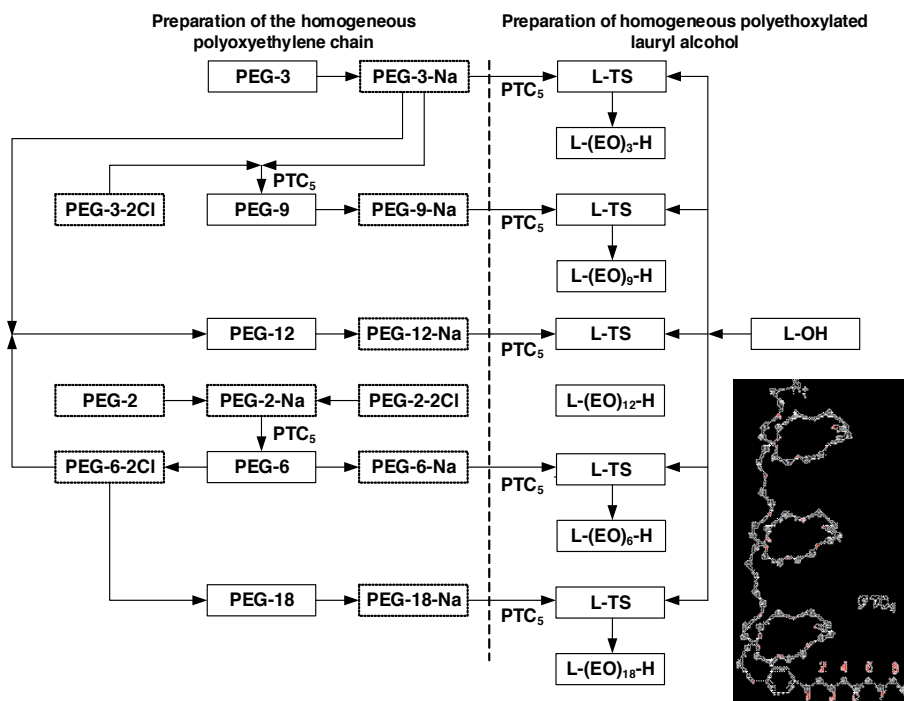 Preparation of the homogeneous
polyoxyethylene chain
Preparation of homogeneous polyethoxylated
lauryl alcohol
PEG-3
PEG-3-Na
PTC₅
L-TS
L-(EO)₃-H
PTC₅
PEG-3-2Cl
PEG-9
PEG-9-Na
PTC₅
L-TS
L-(EO)₉-H
PEG-12
PEG-12-Na
PTC₅
L-TS
L-OH
PEG-2
PEG-2-Na
PEG-2-2Cl
L-(EO)₁₂-H
PTC₅
PEG-6-2Cl
PEG-6
PEG-6-Na
PTC₅
L-TS
L-(EO)₆-H
PEG-18
PEG-18-Na
PTC₅
L-TS
L-(EO)₁₈-H